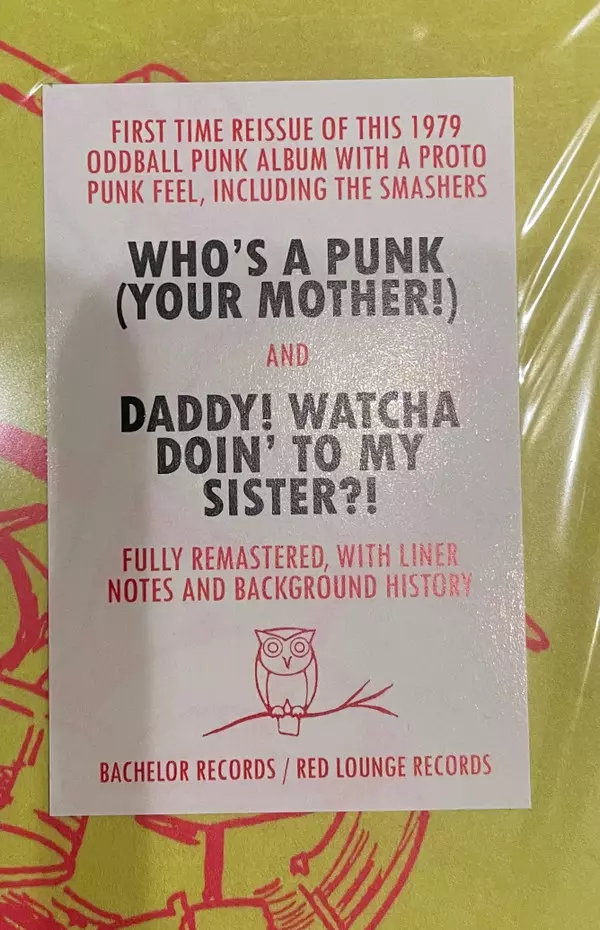 FIRST TIME REISSUE OF THIS 1979
ODDBALL PUNK ALBUM WITH A PROTO
PUNK FEEL, INCLUDING THE SMASHERS
WHO'S A PUNK
(YOUR MOTHER!)
AND
DADDY! WATCHA
DOIN' TO MY
SISTER?!
FULLY REMASTERED, WITH LINER
NOTES AND BACKGROUND HISTORY
BACHELOR RECORDS / RED LOUNGE RECORDS